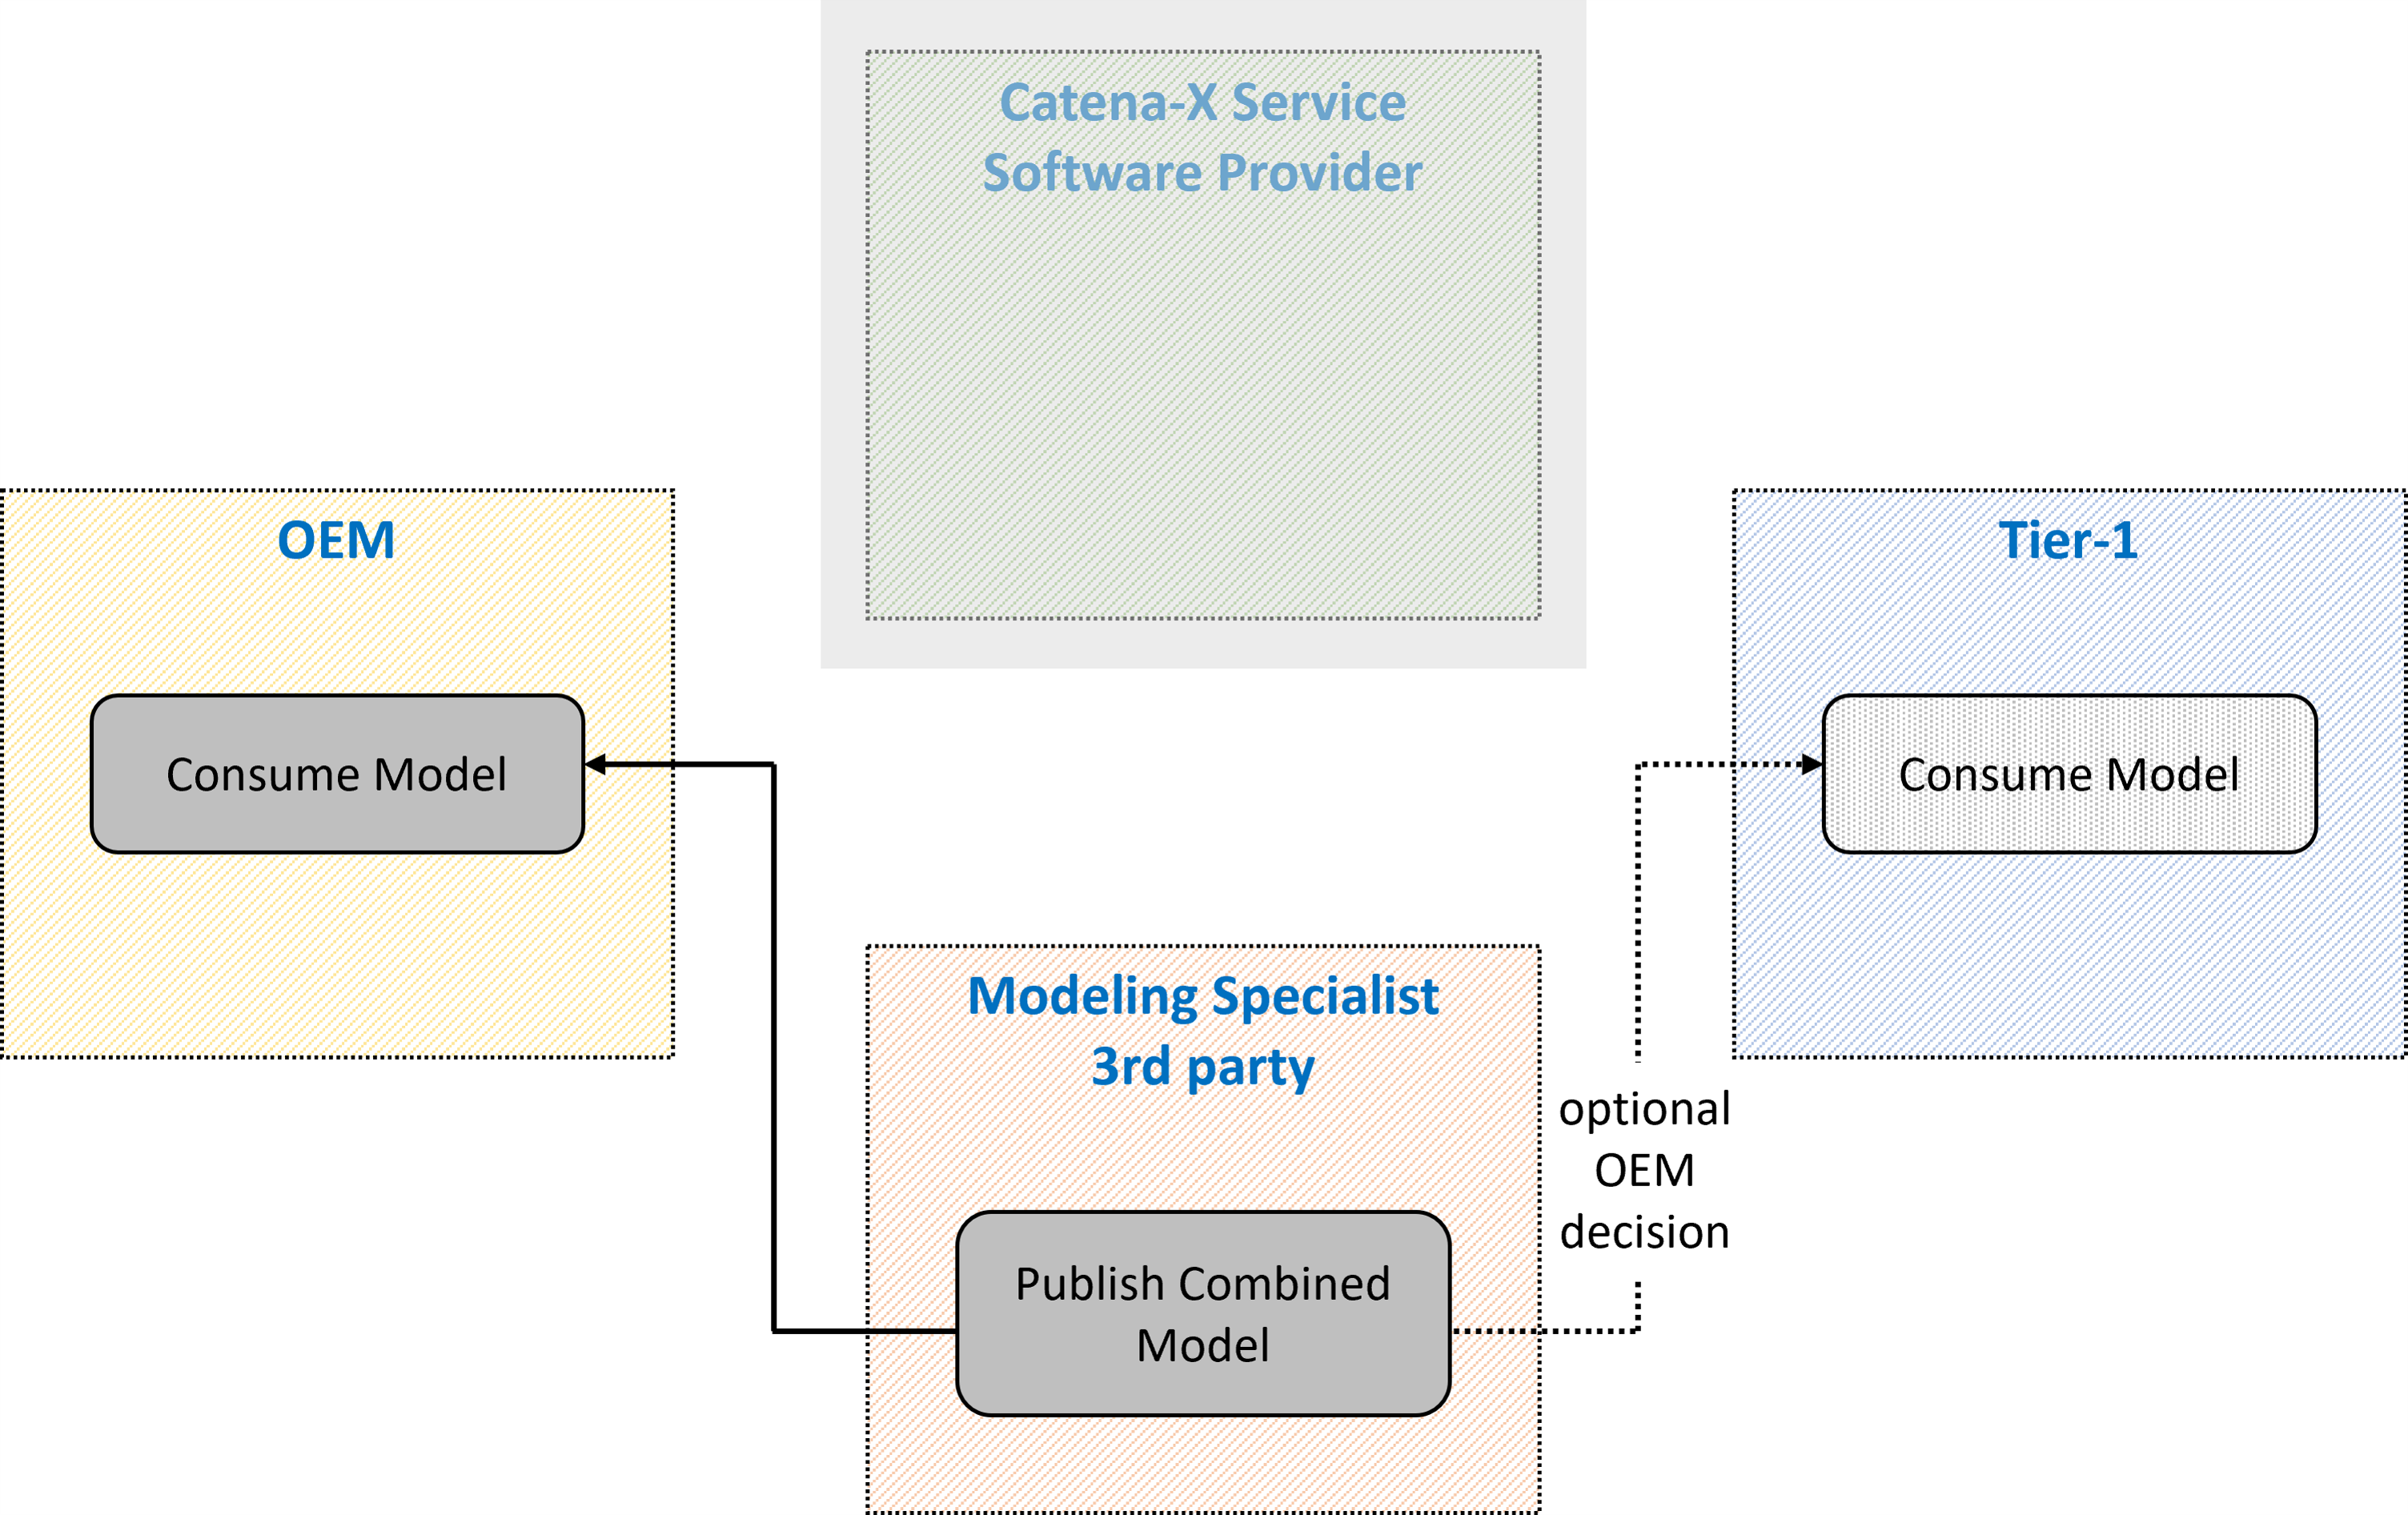 Catena-X Service
Software Provider
OEM
Consume Model
Tier-1
Consume Model
Modeling Specialist
3rd party
Publish Combined
Model
optional
OEM
decision